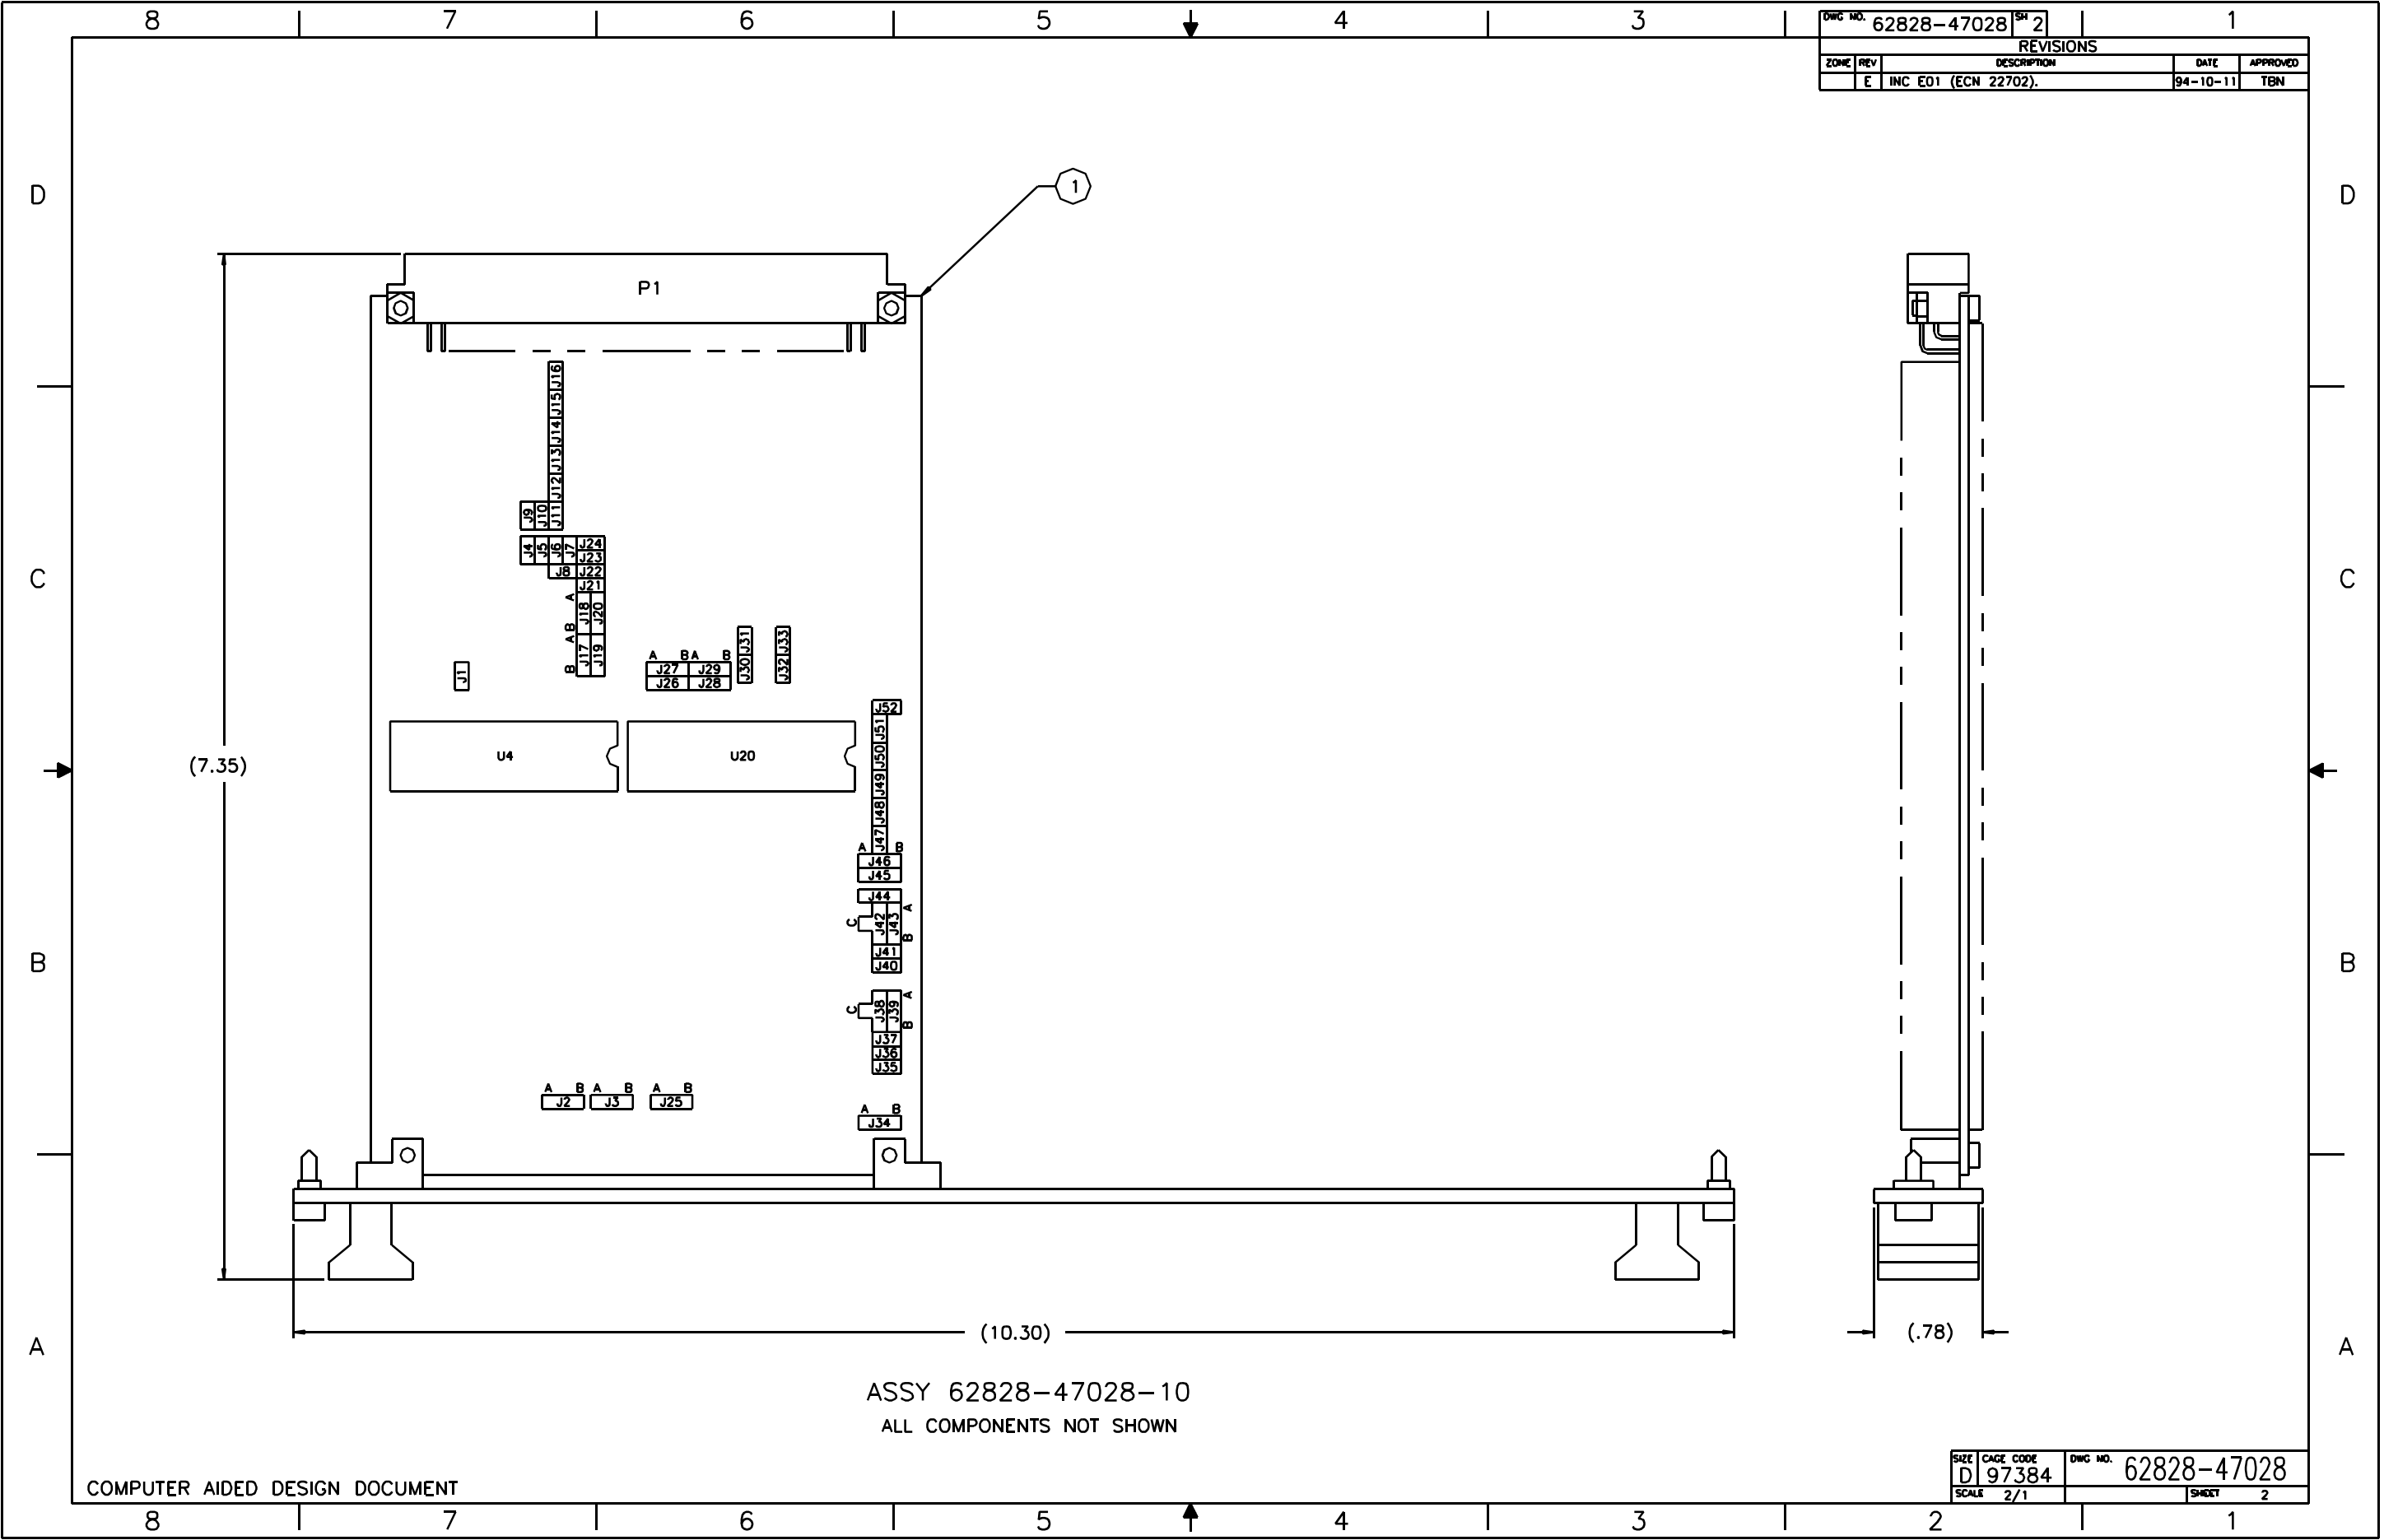 8 7 6 5 4 3 1
DWG NO. 62828-47028 SH 2
REVISIONS
ZONE REV DESCRIPTION DATE APPROVED
E INC E01 (ECN 22702). 94-10-11 TBN
D D
1
P1
J16
J15
J14
J13
J12
J9 J10 J11
J4 J5 J6 J7 J24
J23
J8 J22
C C
J21
A J18 J20
B
A J17 J19
B
J31 J33
A B A B
J27 J29 J30 J32
J26 J28
J1
J52
J51
U4 U20
J50
(7.35)
J49
J48
J47
A B
J46
J45
J44
C J42 J43 A
B
J41
J40
B B
C J38 J39 A
B
J37
J36
J35
A B A B A B
J2 J3 J25
A B
J34
(10.30) (.78)
A A
ASSY 62828-47028-10
ALL COMPONENTS NOT SHOWN
SIZE CAGE CODE DWG NO.
D 97384 62828-47028
COMPUTER AIDED DESIGN DOCUMENT
SCALE 2/1 SHEET 2
8 7 6 5 4 3 2 1